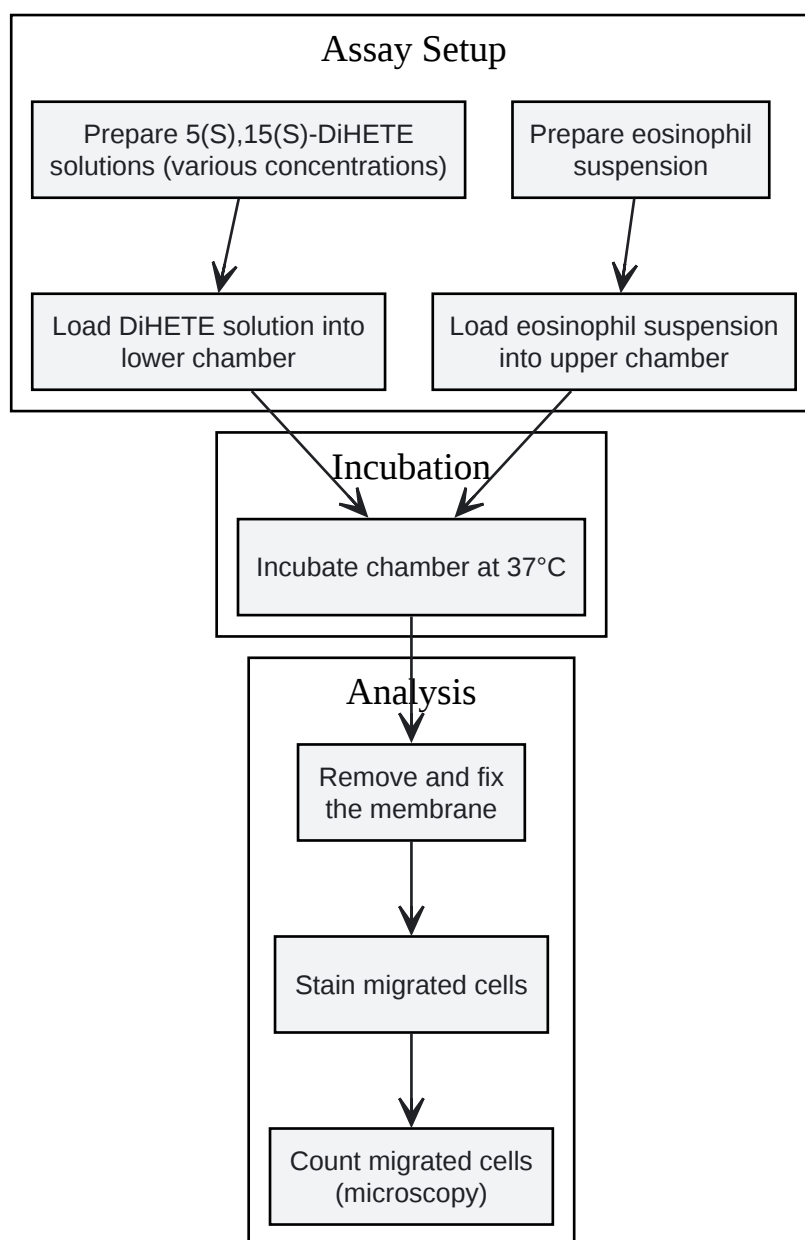 Assay Setup
Prepare 5(S),15(S)-DiHETE
solutions (various concentrations)
Prepare eosinophil
suspension
Load DiHETE solution into
lower chamber
Load eosinophil suspension
into upper chamber
Incubation
Incubate chamber at 37°C
Analysis
Remove and fix
the membrane
Stain migrated cells
Count migrated cells
(microscopy)